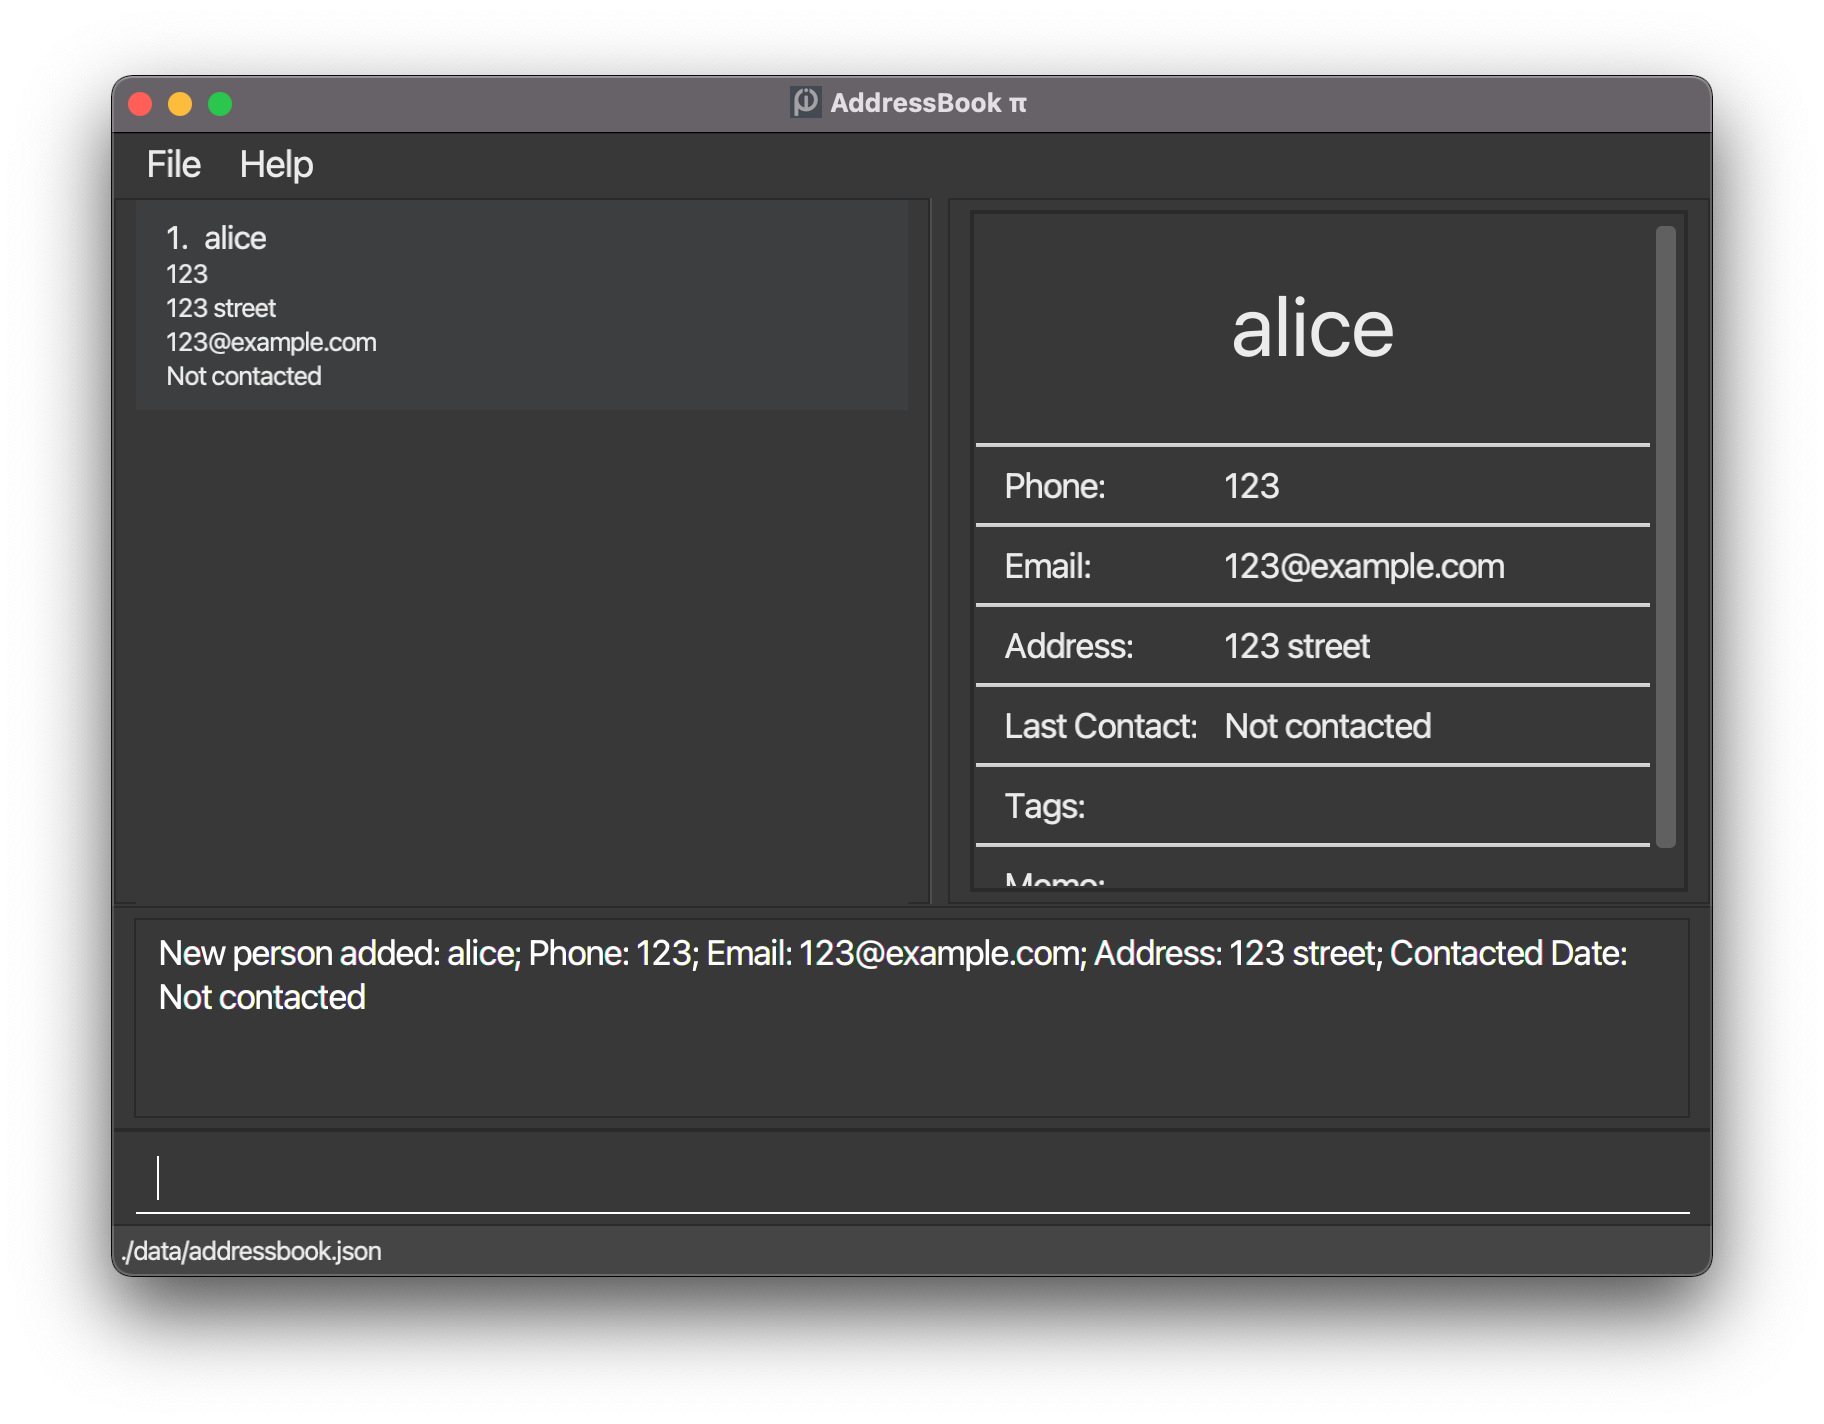 AddressBook π
File Help
1. alice
123
123 street
123@example.com
Not contacted
alice
Phone: 123
Email: 123@example.com
Address: 123 street
Last Contact: Not contacted
Tags:
Memo:
New person added: alice; Phone: 123; Email: 123@example.com; Address: 123 street; Contacted Date:
Not contacted
./data/addressbook.json